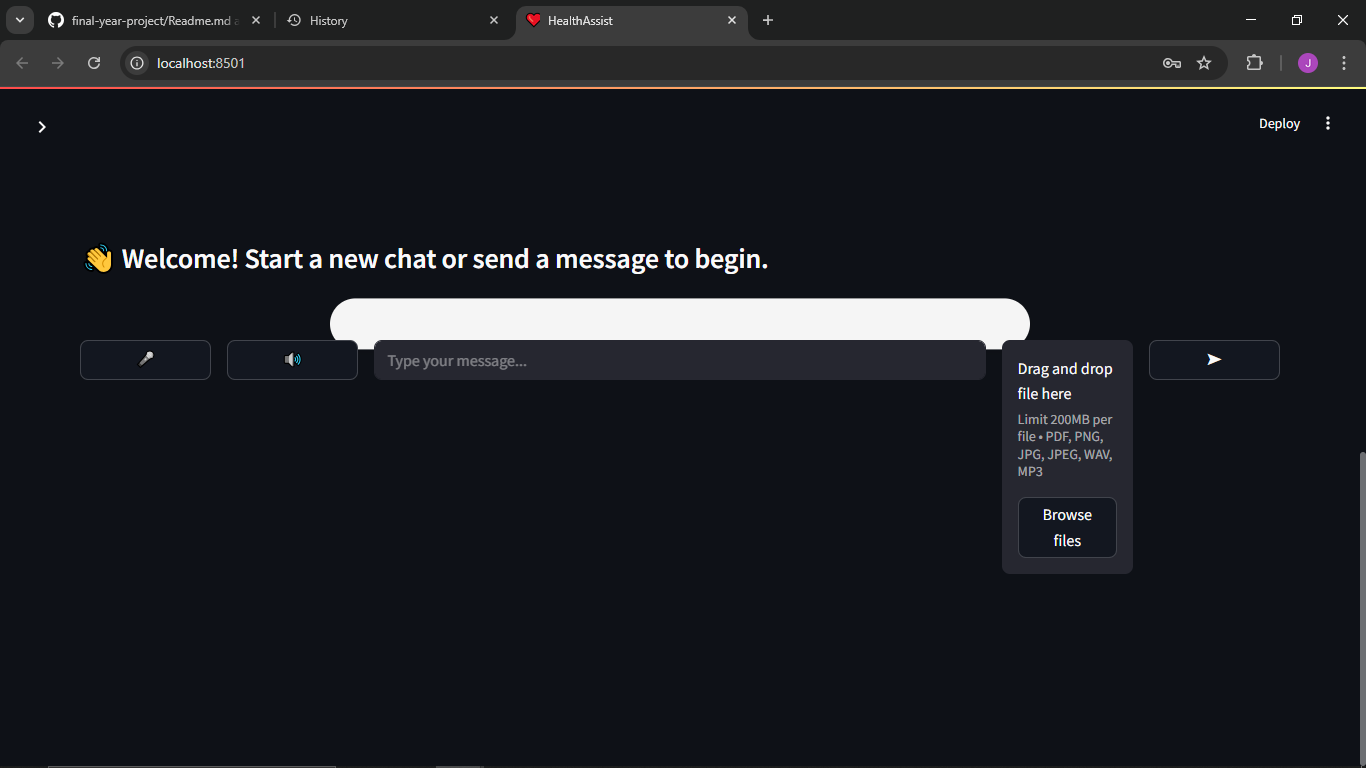 final-year-project/Readme.md a
History
HealthAssist
localhost:8501
J
Deploy
👋 Welcome! Start a new chat or send a message to begin.
Type your message...
Drag and drop
file here
Limit 200MB per
file • PDF, PNG,
JPG, JPEG, WAV,
MP3
Browse
files